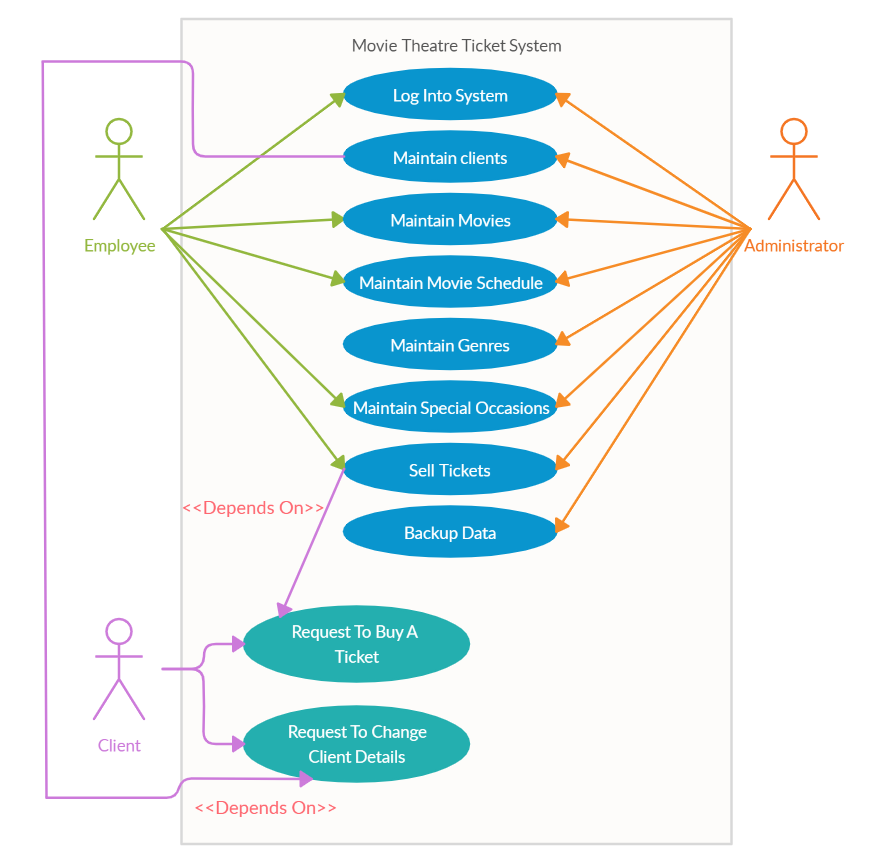 Movie Theatre Ticket System
Log Into System
Maintain clients
Maintain Movies
Employee
Administrator
Maintain Movie Schedule
Maintain Genres
Maintain Special Occasions
Sell Tickets
<<Depends On>>
Backup Data
Request To Buy A
Ticket
Client
Request To Change
Client Details
<<Depends On>>